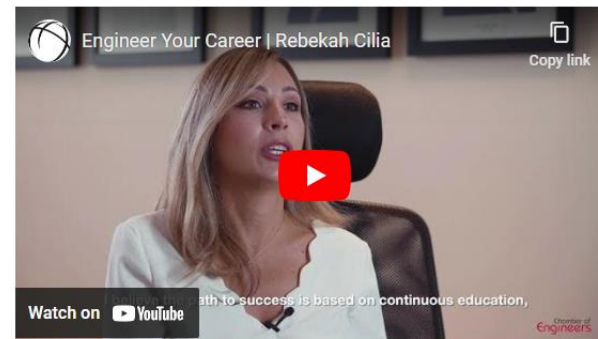 Engineer Your Career | Rebekah Cilia
Copy link
I believe the path to success is based on continuous education,
Watch on YouTube
Chamber of
Engineers